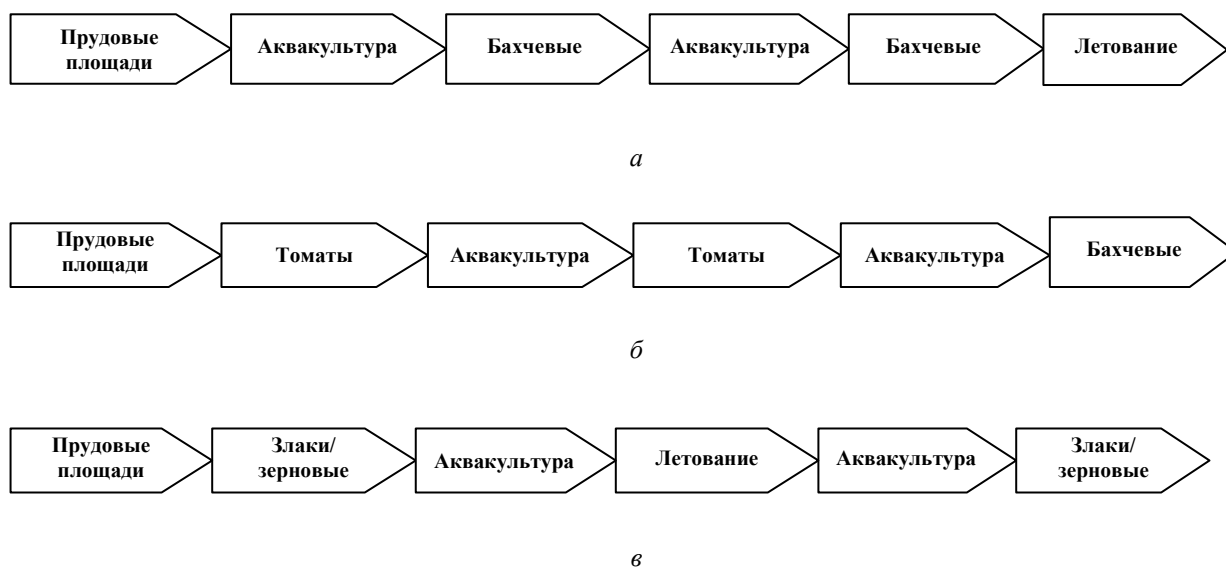 Прудовые
площади
Аквакультура
Бахчевые
Аквакультура
Бахчевые
Летование
а
Прудовые
площади
Томаты
Аквакультура
Томаты
Аквакультура
Бахчевые
б
Прудовые
площади
Злаки/
зерновые
Аквакультура
Летование
Аквакультура
Злаки/
зерновые
в